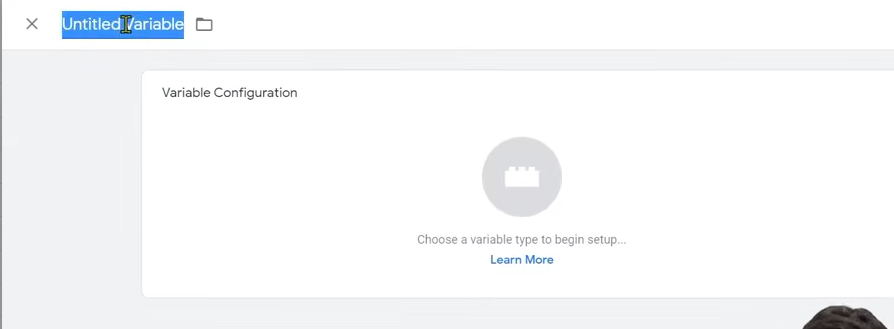 Untitled Variable
Variable Configuration
Choose a variable type to begin setup...
Learn More